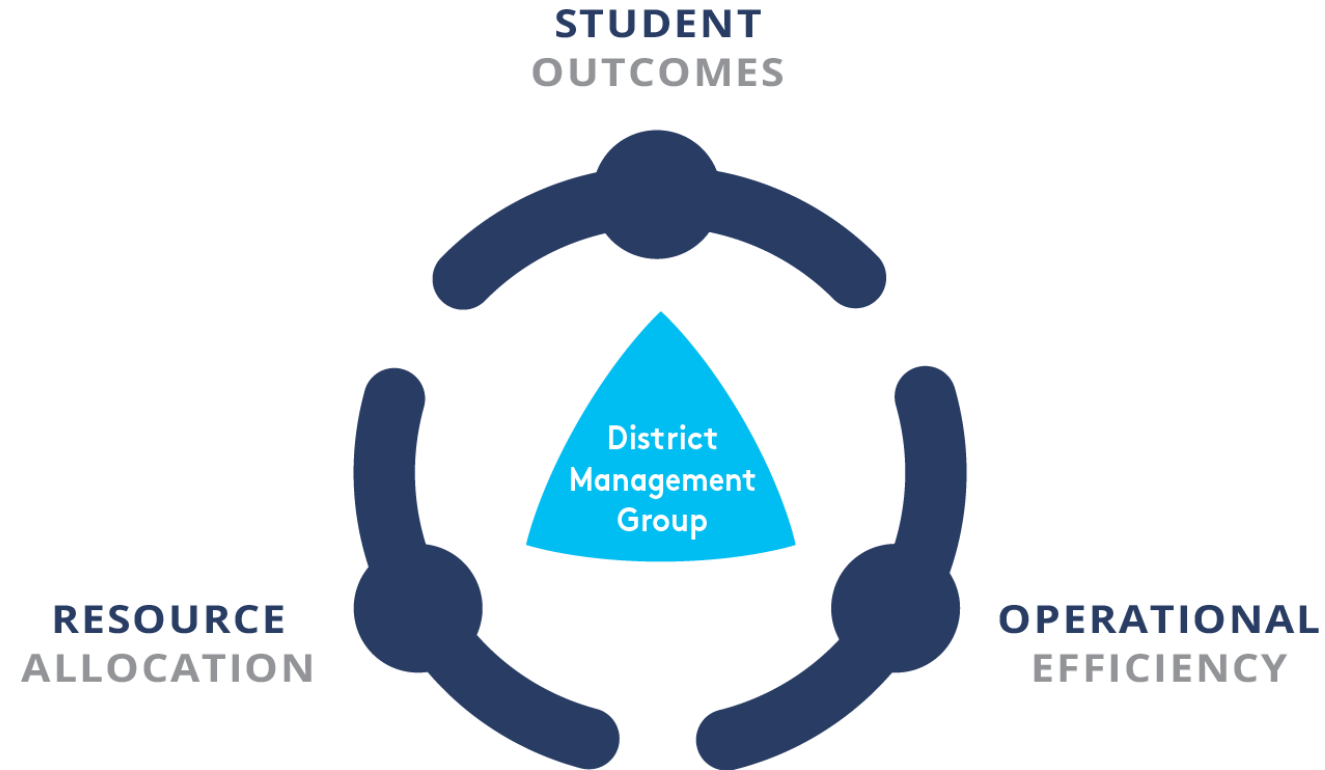 STUDENT
OUTCOMES
District
Management
Group
RESOURCE
ALLOCATION
OPERATIONAL
EFFICIENCY